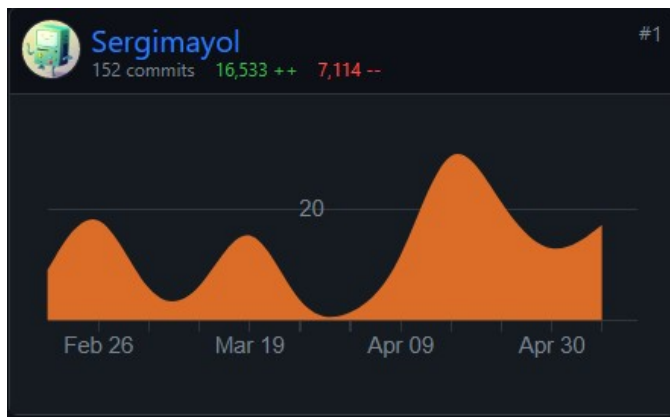 Sergimayol
#1
152 commits 16,533 ++ 7,114 --
20
Feb 26 Mar 19 Apr 09 Apr 30